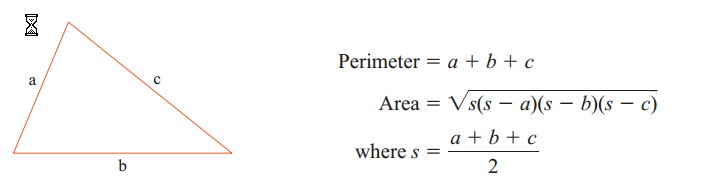 a
c
b
Perimeter = a + b + c
Area = √s(s − a)(s − b)(s − c)
where s = a + b + c
2